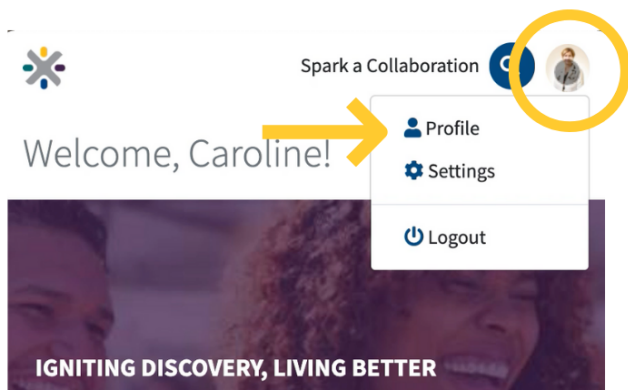 Spark a Collaboration
Welcome, Caroline!
Profile
Settings
Logout
IGNITING DISCOVERY, LIVING BETTER